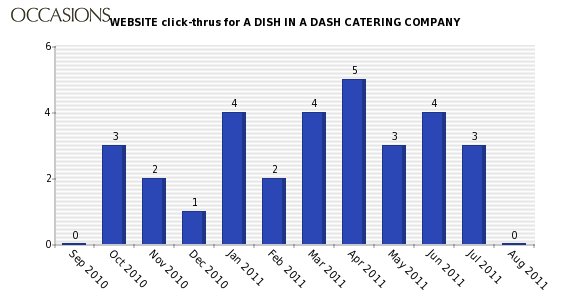 OCCASIONS
WEBSITE click-thrus for A DISH IN A DASH CATERING COMPANY
6
4
2
0
0
3
2
1
4
2
4
5
3
4
3
0
Sep 2010
Oct 2010
Nov 2010
Dec 2010
Jan 2011
Feb 2011
Mar 2011
Apr 2011
May 2011
Jun 2011
Jul 2011
Aug 2011